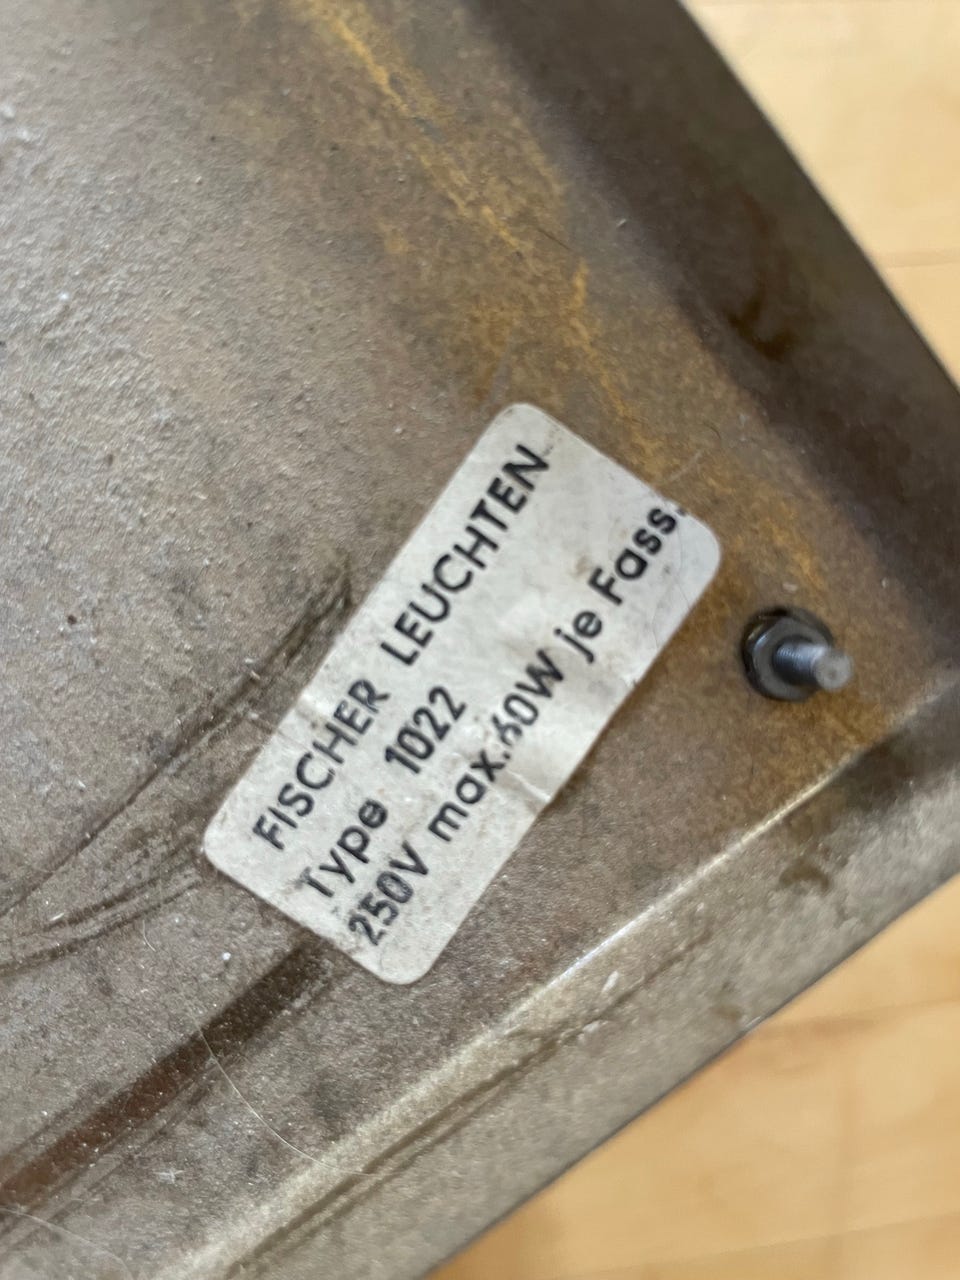 FISCHER LEUCHTEN
Type 1022
250V max.60W je Fass.